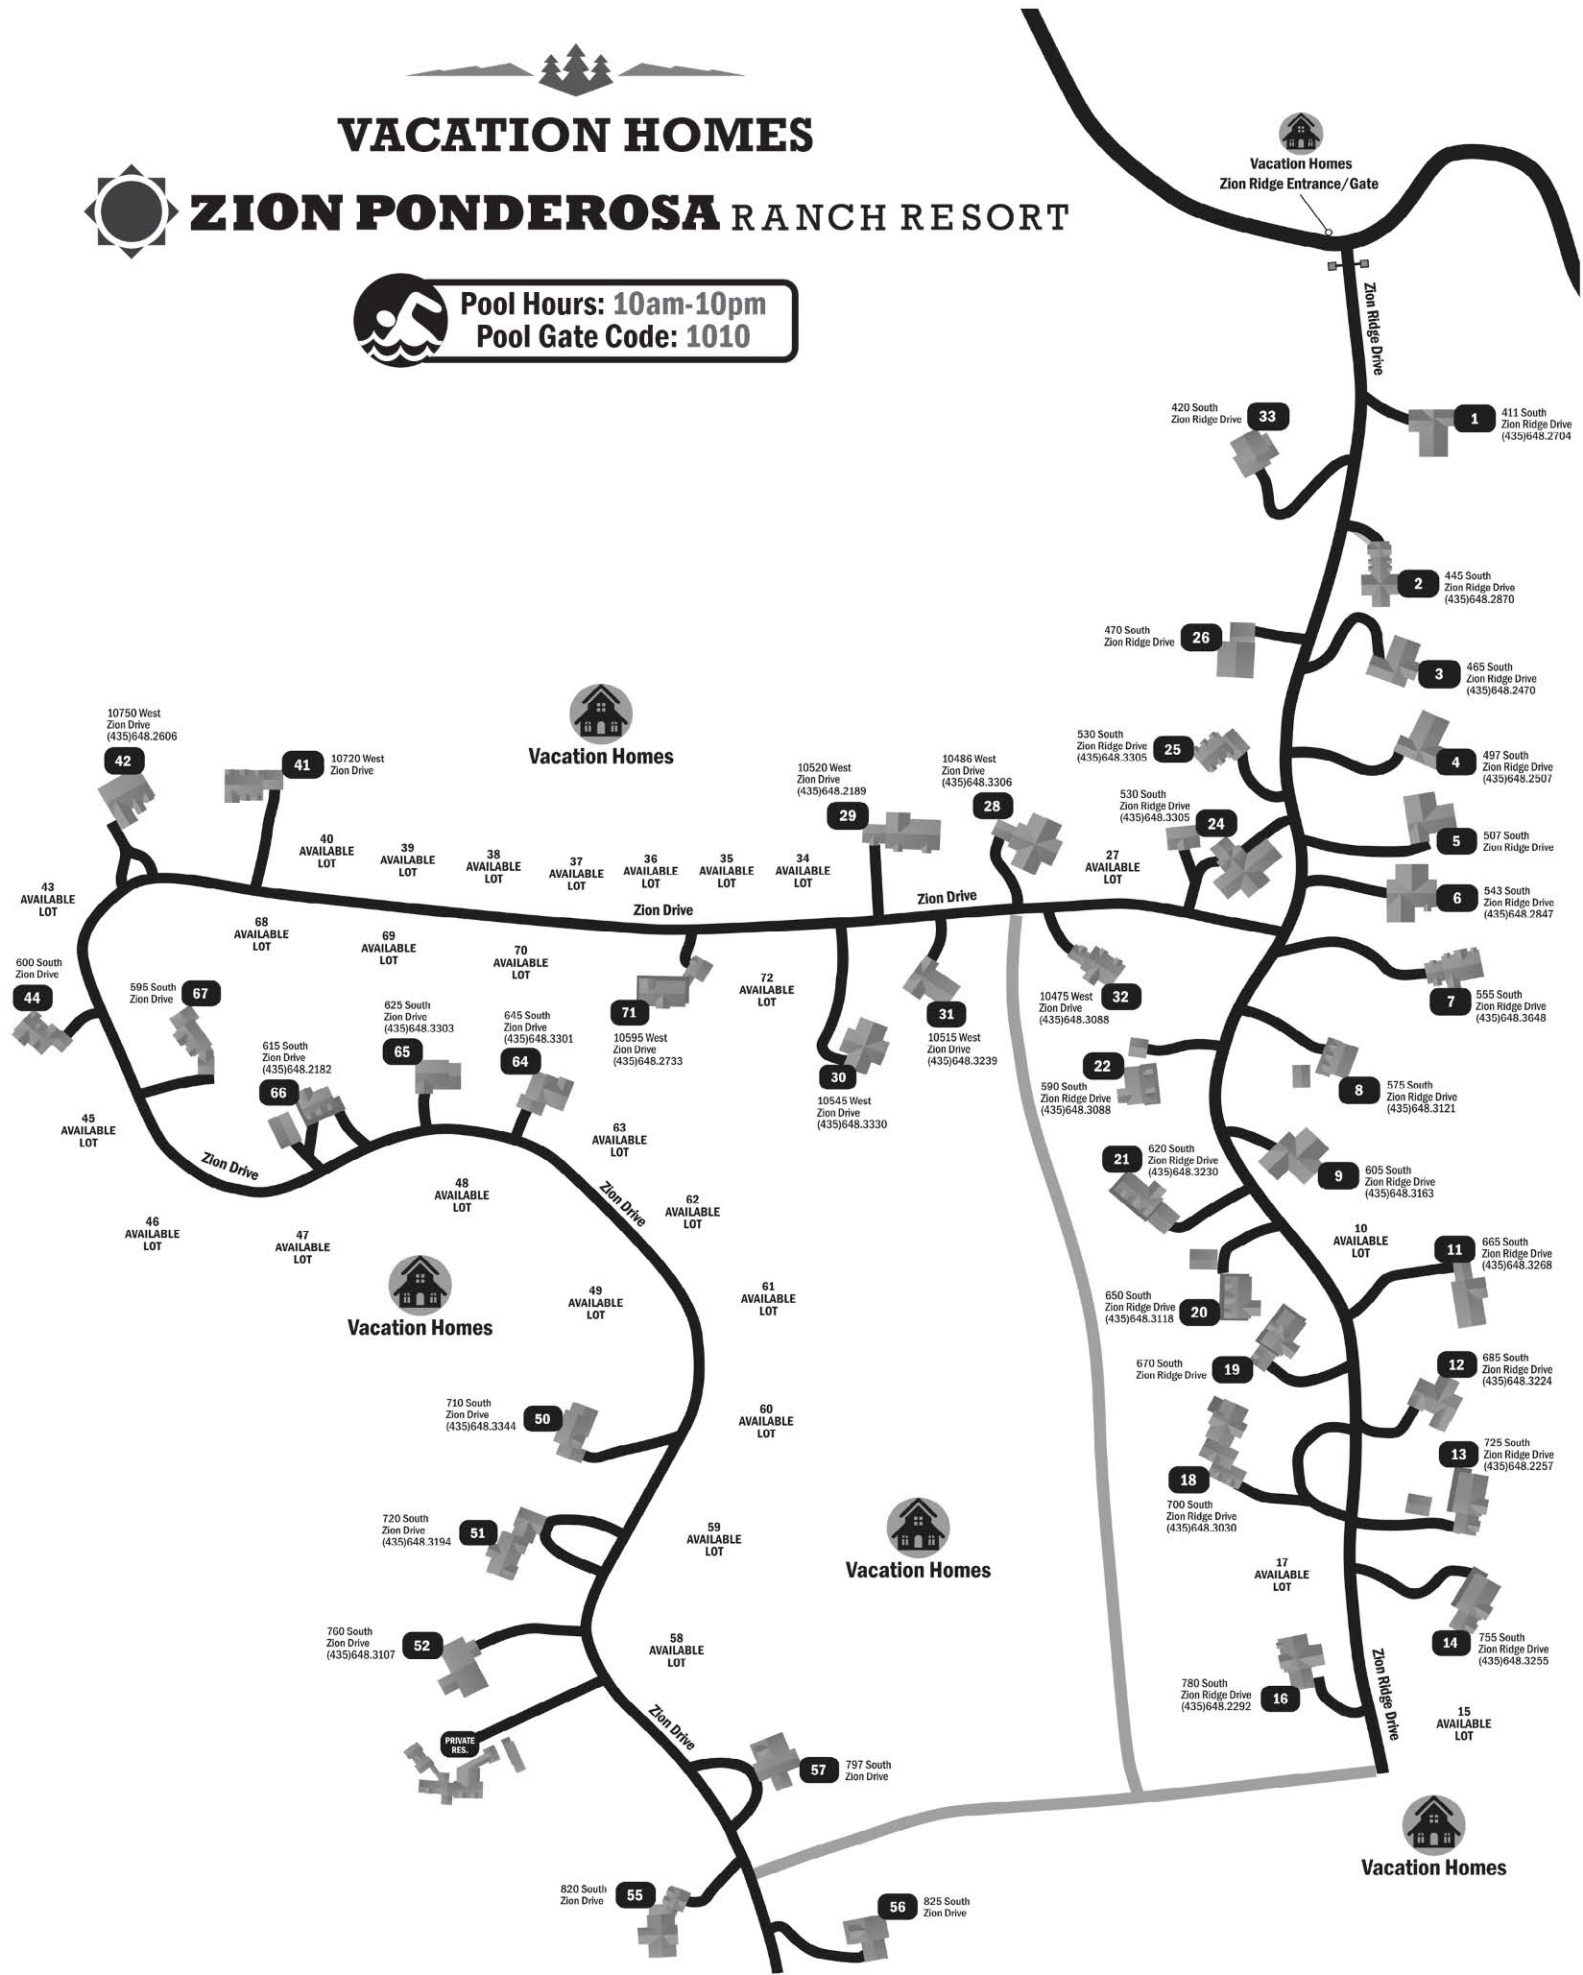 VACATION HOMES
ZION PONDEROSA RANCH RESORT
Pool Hours: 10am-10pm
Pool Gate Code: 1010
Vacation Homes
Zion Ridge Entrance/Gate
Zion Ridge Drive
420 South
Zion Ridge Drive
33
1
411 South
Zion Ridge Drive
(435)648.2704
2
445 South
Zion Ridge Drive
(435)648.2870
470 South
Zion Ridge Drive
26
3
465 South
Zion Ridge Drive
(435)648.2470
530 South
Zion Ridge Drive
(435)648.3305
25
4
497 South
Zion Ridge Drive
(435)648.2507
530 South
Zion Ridge Drive
(435)648.3305
24
5
507 South
Zion Ridge Drive
6
543 South
Zion Ridge Drive
(435)648.2847
7
555 South
Zion Ridge Drive
(435)648.3648
10750 West
Zion Drive
(435)648.2606
42
41
10720 West
Zion Drive
Vacation Homes
10520 West
Zion Drive
(435)648.2189
29
10486 West
Zion Drive
(435)648.3306
28
40
AVAILABLE
LOT
39
AVAILABLE
LOT
38
AVAILABLE
LOT
37
AVAILABLE
LOT
36
AVAILABLE
LOT
35
AVAILABLE
LOT
34
AVAILABLE
LOT
27
AVAILABLE
LOT
43
AVAILABLE
LOT
Zion Drive
Zion Drive
68
AVAILABLE
LOT
69
AVAILABLE
LOT
70
AVAILABLE
LOT
72
AVAILABLE
LOT
600 South
Zion Drive
44
595 South
Zion Drive
67
625 South
Zion Drive
(435)648.3303
65
645 South
Zion Drive
(435)648.3301
64
71
10595 West
Zion Drive
(435)648.2733
31
10515 West
Zion Drive
(435)648.3239
10475 West
Zion Drive
(435)648.3088
32
615 South
Zion Drive
(435)648.2182
66
30
10545 West
Zion Drive
(435)648.3330
22
590 South
Zion Ridge Drive
(435)648.3088
8
575 South
Zion Ridge Drive
(435)648.3121
45
AVAILABLE
LOT
63
AVAILABLE
LOT
Zion Drive
48
AVAILABLE
LOT
Zion Drive
62
AVAILABLE
LOT
21
620 South
Zion Ridge Drive
(435)648.3230
9
605 South
Zion Ridge Drive
(435)648.3163
46
AVAILABLE
LOT
47
AVAILABLE
LOT
10
AVAILABLE
LOT
11
665 South
Zion Ridge Drive
(435)648.3268
Vacation Homes
49
AVAILABLE
LOT
61
AVAILABLE
LOT
650 South
Zion Ridge Drive
(435)648.3118
20
670 South
Zion Ridge Drive
19
12
685 South
Zion Ridge Drive
(435)648.3224
710 South
Zion Drive
(435)648.3344
50
60
AVAILABLE
LOT
13
725 South
Zion Ridge Drive
(435)648.2257
18
700 South
Zion Ridge Drive
(435)648.3030
720 South
Zion Drive
(435)648.3194
51
59
AVAILABLE
LOT
Vacation Homes
17
AVAILABLE
LOT
760 South
Zion Drive
(435)648.3107
52
58
AVAILABLE
LOT
14
755 South
Zion Ridge Drive
(435)648.3255
780 South
Zion Ridge Drive
(435)648.2292
16
Zion Ridge Drive
15
AVAILABLE
LOT
PRIVATE
RES.
Zion Drive
57
797 South
Zion Drive
Vacation Homes
820 South
Zion Drive
55
56
825 South
Zion Drive